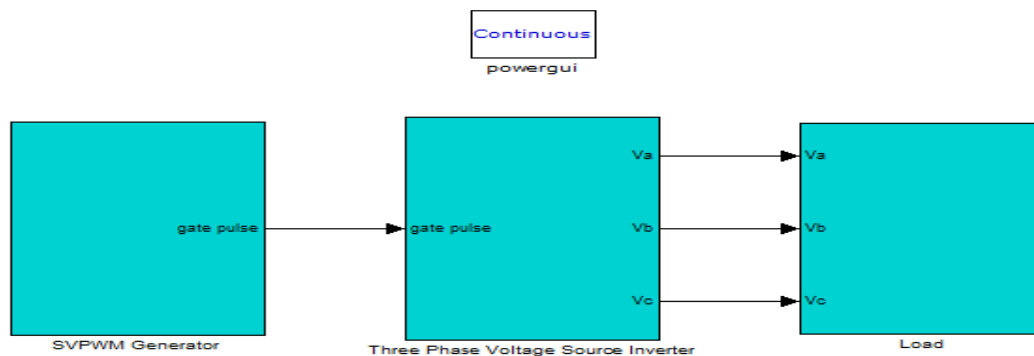 Continuous
powergui
gate pulse
SVPWM Generator
gate pulse
Va
Vb
Vc
Three Phase Voltage Source Inverter
Va
Vb
Vc
Load